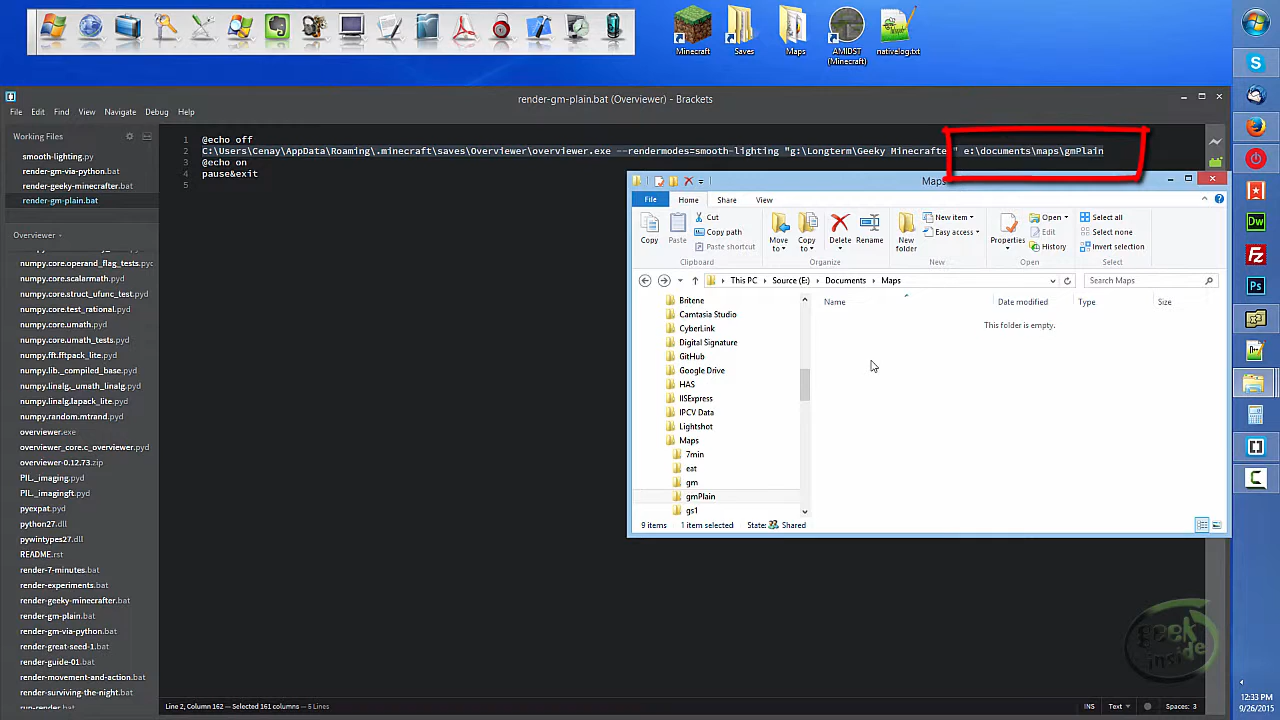 Minecraft
Saves
Maps
AMIDST (Minecraft)
nativelog.txt
render-gm-plain.bat (Overviewer) - Brackets
File Edit Find View Navigate Debug Help
Working Files
smooth-lighting.py
render-gm-via-python.bat
render-geeky-minecrafter.bat
render-gm-plain.bat
Overviewer
numpy.core.operand_flag_tests.pyc
numpy.core.scalarmath.pyd
numpy.core.struct_ufunc_test.pyd
numpy.core.test_rational.pyd
numpy.core.umath.pyd
numpy.core.umath_tests.pyd
numpy.fft.fftpack_lite.pyd
numpy.lib._compiled_base.pyd
numpy.linalg._umath_linalg.pyd
numpy.linalg.lapack_lite.pyd
numpy.random.mtrand.pyd
overviewer.exe
overviewer_core.c_overviewer.pyd
overviewer-0.12.73.zip
PIL._imaging.pyd
PIL._imagingft.pyd
pyexpat.pyd
python27.dll
pywintypes27.dll
README.rst
render-7-minutes.bat
render-experiments.bat
render-geeky-minecrafter.bat
render-gm-plain.bat
render-gm-via-python.bat
render-great-seed-1.bat
render-guide-01.bat
render-movement-and-action.bat
render-surviving-the-night.bat
run-render.bat
1 @echo off
2 C:\Users\Cenay\AppData\Roaming\.minecraft\saves\Overviewer\overviewer.exe --rendermodes=smooth-lighting "g:\Longterm\Geeky Minecrafter" e:\documents\maps\gmPlain
3 @echo on
4 pause&exit
5
Maps
File Home Share View
Copy
Paste
Cut
Copy path
Paste shortcut
Clipboard
Move to
Copy to
Delete
Rename
Organize
New folder
New item
Easy access
New
Properties
Open
Edit
History
Open
Select all
Select none
Invert selection
Select
This PC Source (E:) Documents Maps
Search Maps
Name Date modified Type Size
This folder is empty.
Britene
Camtasia Studio
CyberLink
Digital Signature
GitHub
Google Drive
HAS
IISExpress
IPCV Data
Lightshot
Maps
7min
eat
gm
gmPlain
gs1
9 items 1 item selected State: Shared
Dw
Fz
Ps
geek inside
Line 2, Column 162 — Selected 161 columns — 5 Lines
INS Text Spaces: 3
12:33 PM
9/26/2015